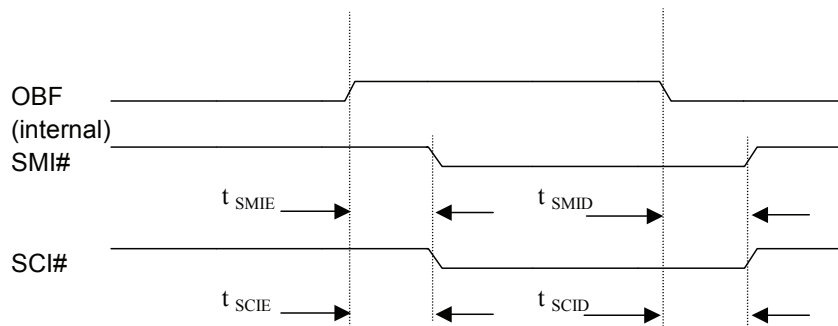 OBF
(internal)
SMI#
t SMIE
t SMID
SCI#
t SCIE
t SCID